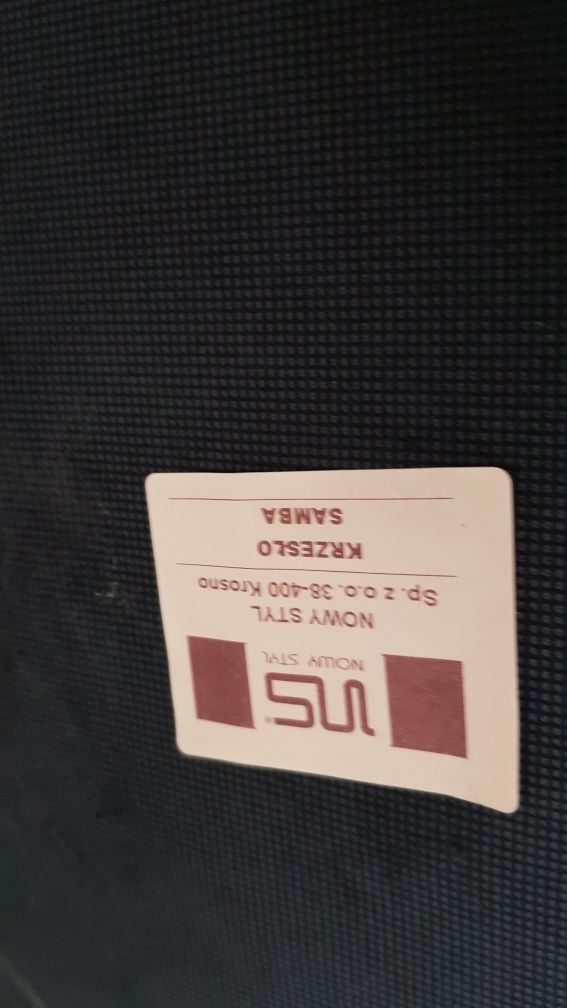 NS®
NOWY STYL
NOWY STYL
Sp. z o.o. 38-400 Krosno
KRZESŁO
SAMBA